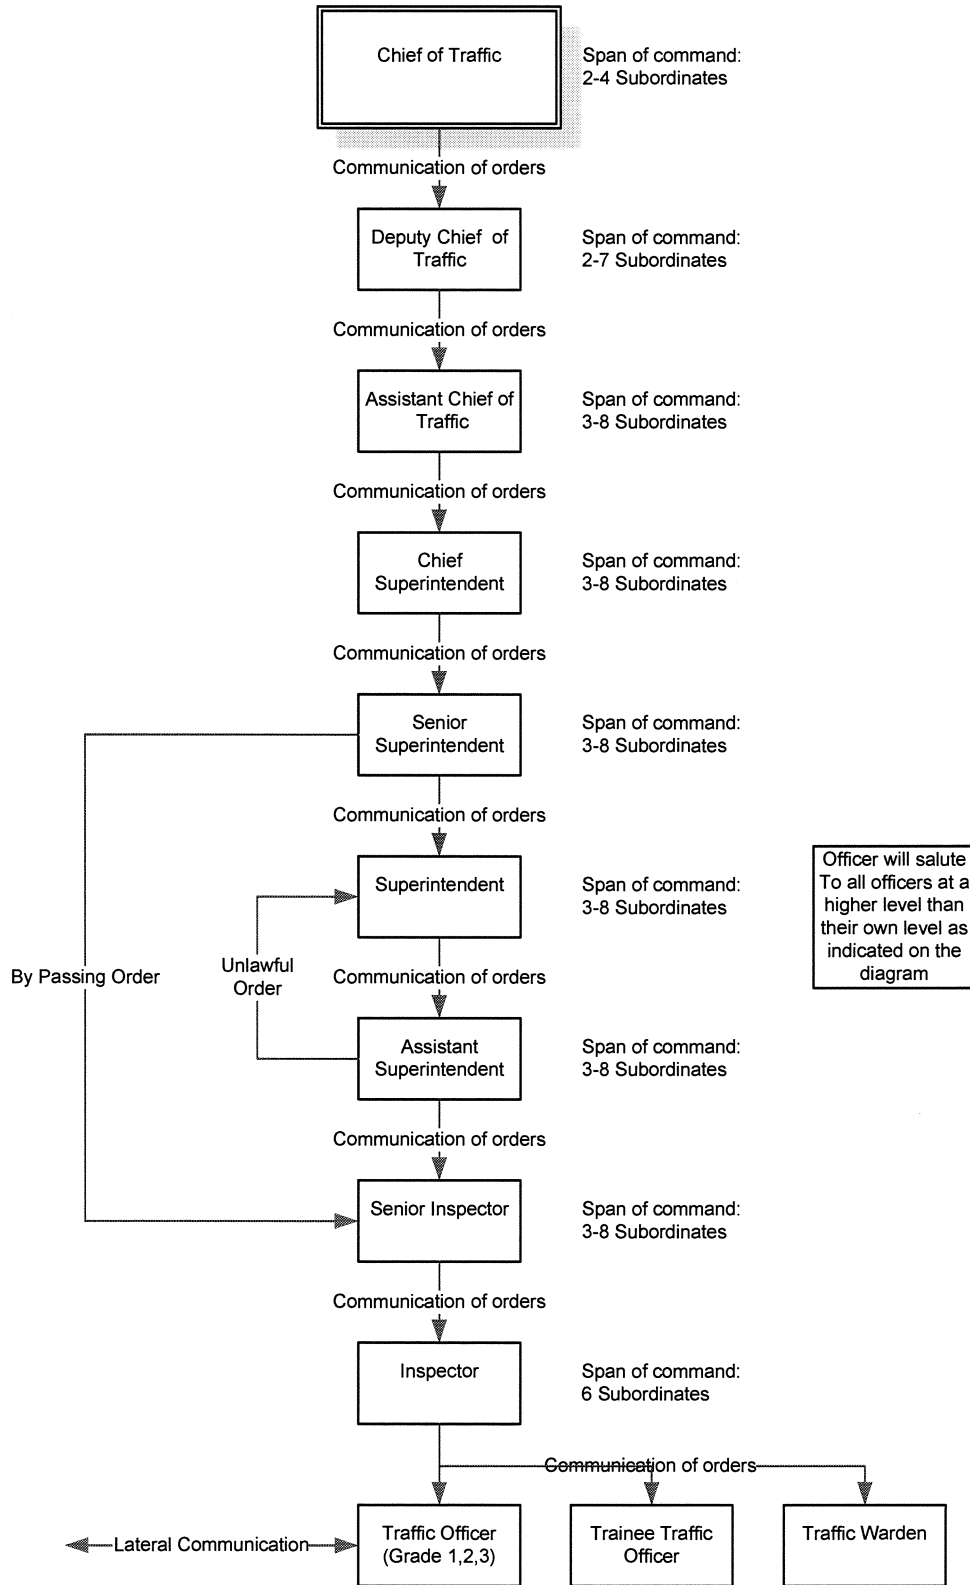 Chief of Traffic
Span of command:
2-4 Subordinates
Communication of orders
Deputy Chief of
Traffic
Span of command:
2-7 Subordinates
Communication of orders
Assistant Chief of
Traffic
Span of command:
3-8 Subordinates
Communication of orders
Chief
Superintendent
Span of command:
3-8 Subordinates
Communication of orders
Senior
Superintendent
Span of command:
3-8 Subordinates
Communication of orders
Superintendent
Span of command:
3-8 Subordinates
Officer will salute
To all officers at a
higher level than
their own level as
indicated on the
diagram
By Passing Order
Unlawful
Order
Communication of orders
Assistant
Superintendent
Span of command:
3-8 Subordinates
Communication of orders
Senior Inspector
Span of command:
3-8 Subordinates
Communication of orders
Inspector
Span of command:
6 Subordinates
Communication of orders
Lateral Communication
Traffic Officer
(Grade 1,2,3)
Trainee Traffic
Officer
Traffic Warden